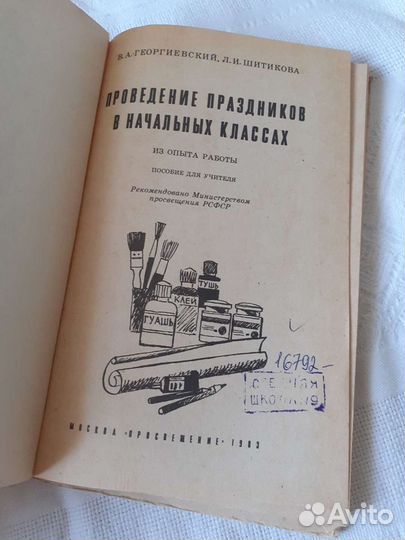 В. А. ГЕОРГИЕВСКИЙ, Л. И. ШИТИКОВА
ПРОВЕДЕНИЕ ПРАЗДНИКОВ
В НАЧАЛЬНЫХ КЛАССАХ
ИЗ ОПЫТА РАБОТЫ
ПОСОБИЕ ДЛЯ УЧИТЕЛЯ
Рекомендовано Министерством
просвещения РСФСР
ТУШЬ
КЛЕЙ
ГУАШЬ
16792-
ШКОЛА
МОСКВА «ПРОСВЕЩЕНИЕ» 1983
Avito